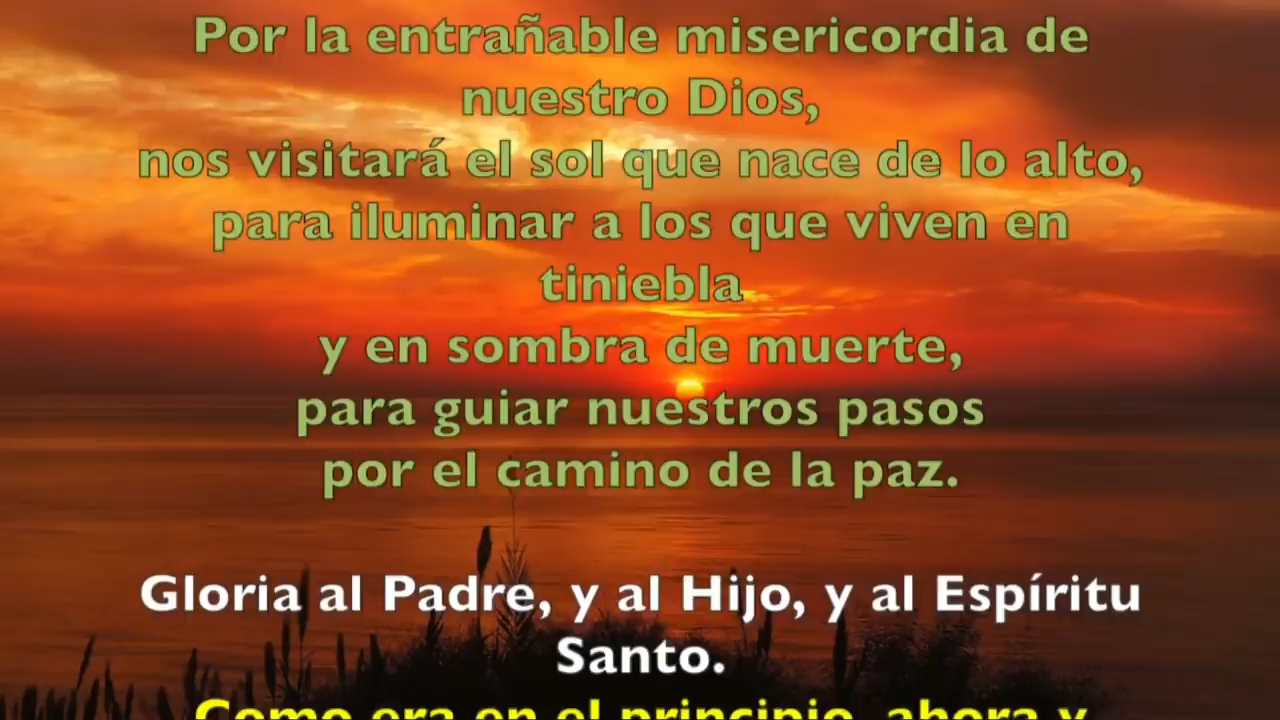 Por la entrañable misericordia de
nuestro Dios,
nos visitará el sol que nace de lo alto,
para iluminar a los que viven en
tiniebla
y en sombra de muerte,
para guiar nuestros pasos
por el camino de la paz.
Gloria al Padre, y al Hijo, y al Espíritu
Santo.
Como era en el principio, ahora y